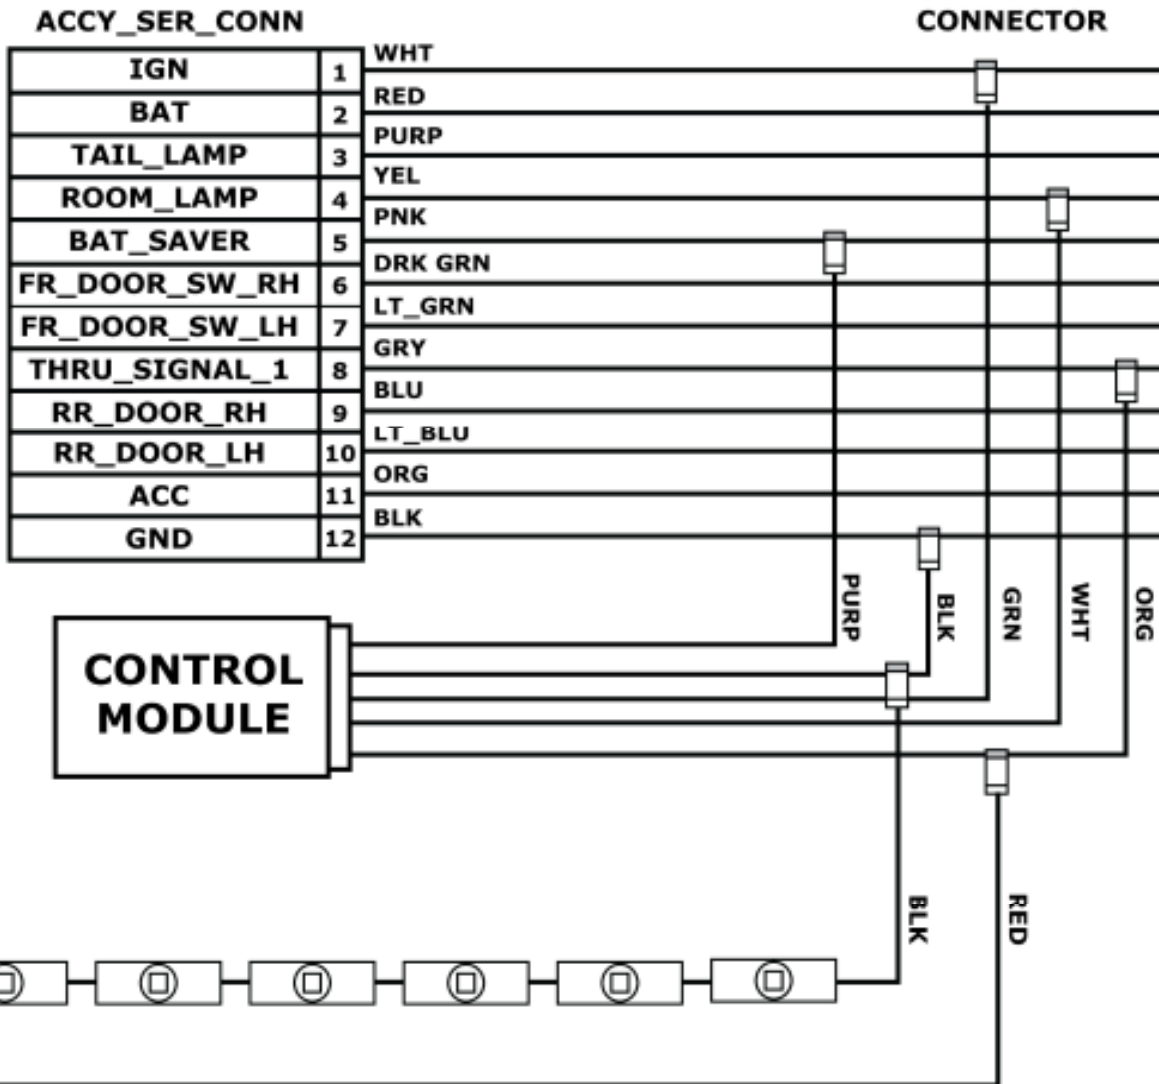 ACCY_SER_CONN
CONNECTOR
IGN 1 WHT
BAT 2 RED
TAIL_LAMP 3 PURP
ROOM_LAMP 4 YEL
BAT_SAVER 5 PNK
FR_DOOR_SW_RH 6 DRK GRN
FR_DOOR_SW_LH 7 LT_GRN
THRU_SIGNAL_1 8 GRY
RR_DOOR_RH 9 BLU
RR_DOOR_LH 10 LT_BLU
ACC 11 ORG
GND 12 BLK
PURP
BLK
GRN
WHT
ORG
CONTROL
MODULE
BLK
RED